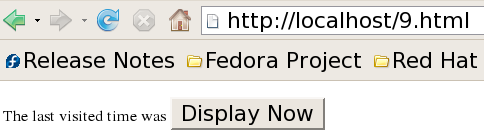 http://localhost/9.html
Release Notes Fedora Project Red Hat
The last visited time was Display Now